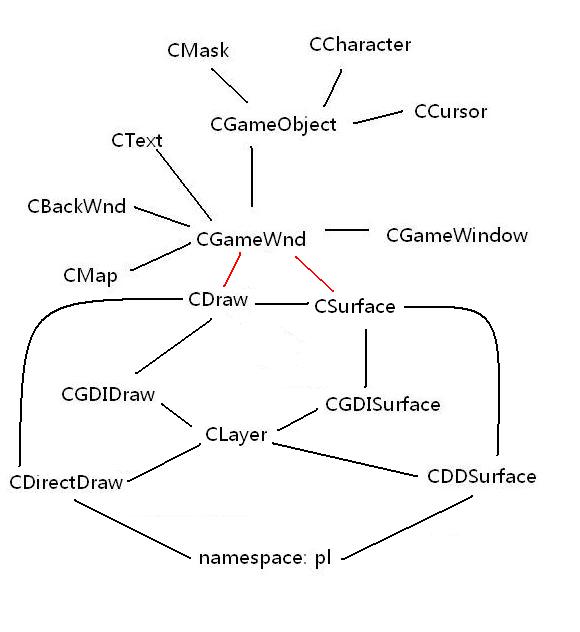 CMask
CCharacter
CGameObject
CCursor
CText
CBackWnd
CGameWnd
CGameWindow
CMap
CDraw
CSurface
CGDIDraw
CGDISurface
CLayer
CDirectDraw
CDDSurface
namespace: pl